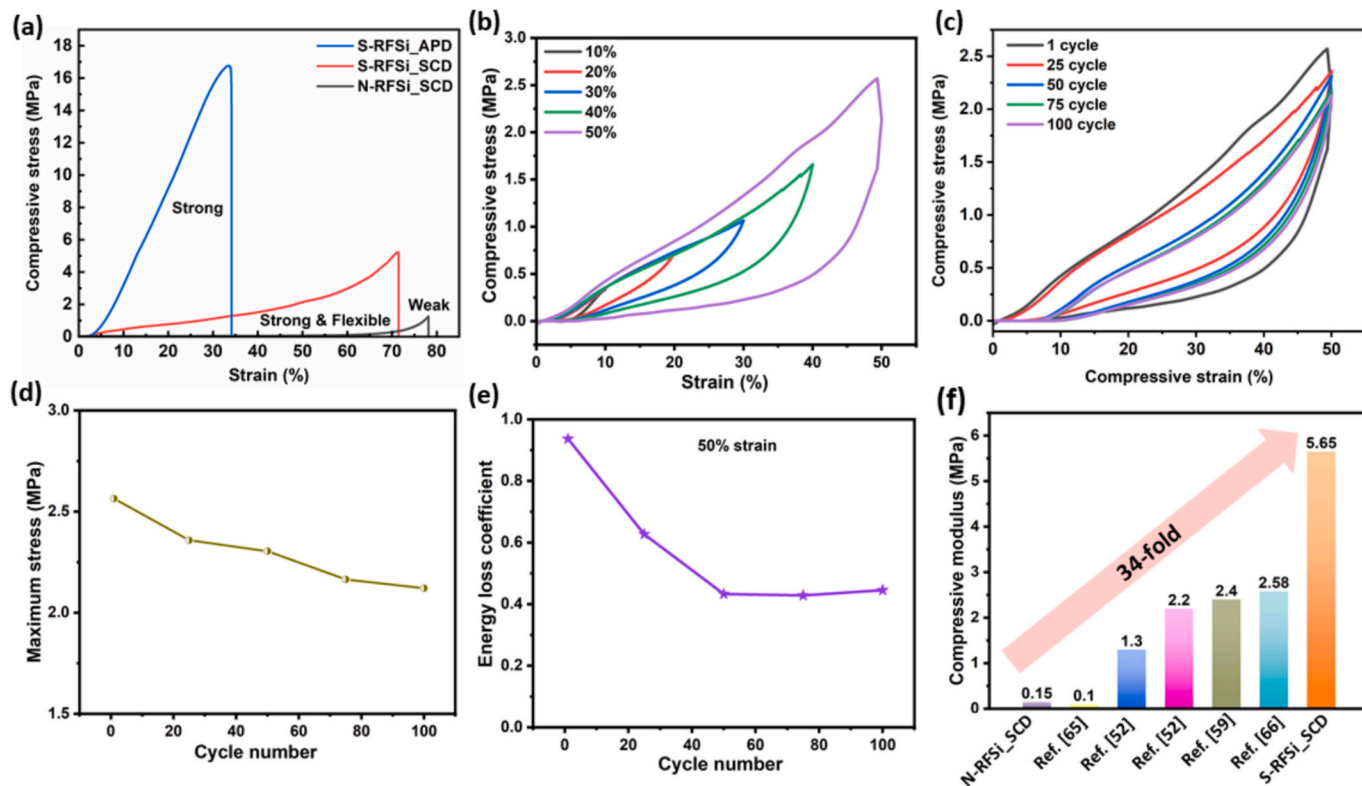 (a)
Compressive stress (MPa)
18
16
14
12
10
8
6
4
2
0
0 10 20 30 40 50 60 70 80
Strain (%)
S-RFSi_APD
S-RFSi_SCD
N-RFSi_SCD
Strong
Strong & Flexible
Weak
(b)
Compressive stress (MPa)
3.0
2.5
2.0
1.5
1.0
0.5
0.0
0 10 20 30 40 50
Strain (%)
10%
20%
30%
40%
50%
(c)
Compressive stress (MPa)
2.5
2.0
1.5
1.0
0.5
0.0
0 10 20 30 40 50
Compressive strain (%)
1 cycle
25 cycle
50 cycle
75 cycle
100 cycle
(d)
Maximum stress (MPa)
3.0
2.5
2.0
1.5
0 20 40 60 80 100
Cycle number
(e)
Energy loss coefficient
1.0
0.8
0.6
0.4
0.2
0.0
0 20 40 60 80 100
Cycle number
50% strain
(f)
Compressive modulus (MPa)
6
5
4
3
2
1
0
34-fold
0.15
0.1
1.3
2.2
2.4
2.58
5.65
N-RFSi_SCD
Ref. [65]
Ref. [52]
Ref. [52]
Ref. [59]
Ref. [66]
S-RFSi_SCD